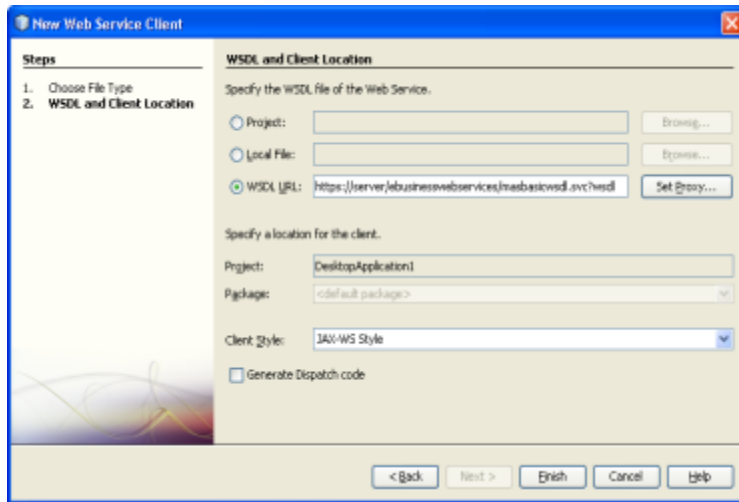 New Web Service Client
Steps
1. Choose File Type
2. WSDL and Client Location
WSDL and Client Location
Specify the WSDL file of the Web Service.
Project:
Browse...
Local File:
Browse...
WSDL URL: https://server/ebusinesswebservices/masbasicwsdl.svc?wsdl Set Proxy...
Specify a location for the client.
Project: DesktopApplication1
Package: <default package>
Client Style: JAX-WS Style
Generate Dispatch code
< Back Next > Finish Cancel Help